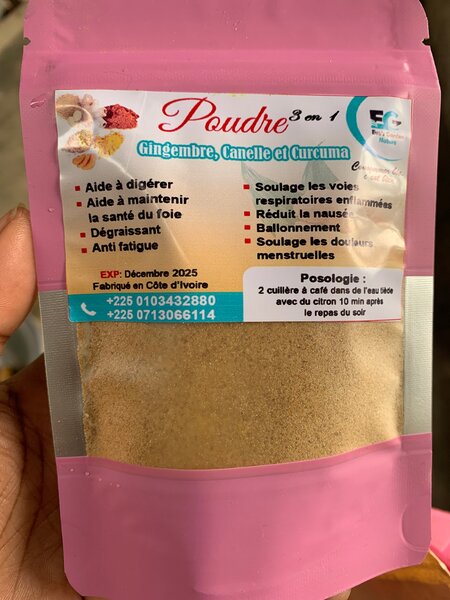 Poudre 3 en 1
Gingembre, Canelle et Curcuma
EG
Nature
Aide à digérer
Aide à maintenir
la santé du foie
Dégraissant
Anti fatigue
Soulage les voies
respiratoires enflammées
Réduit la nausée
Ballonnement
Soulage les douleurs
menstruelles
EXP: Décembre 2025
Fabriqué en Côte d'Ivoire
+225 0103432880
+225 0713066114
Posologie :
2 cuillère à café dans de l'eau tiède
avec du citron 10 min après
le repas du soir